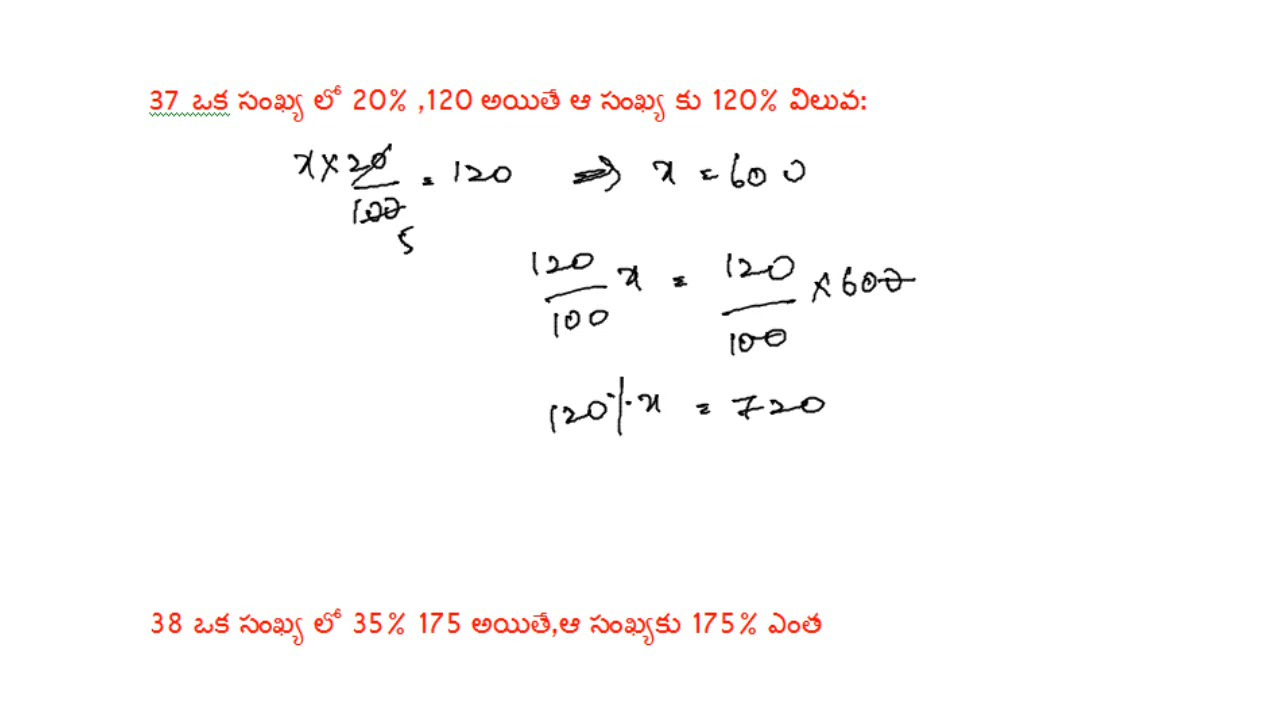 37 ఒక సంఖ్య లో 20% ,120 అయితే ఆ సంఖ్య కు 120% విలువ:
x × 20/100 = 120 ⇒ x = 600
5
120/100 x = 120/100 × 600
120% x = 720
38 ఒక సంఖ్య లో 35% 175 అయితే,ఆ సంఖ్యకు 175% ఎంత